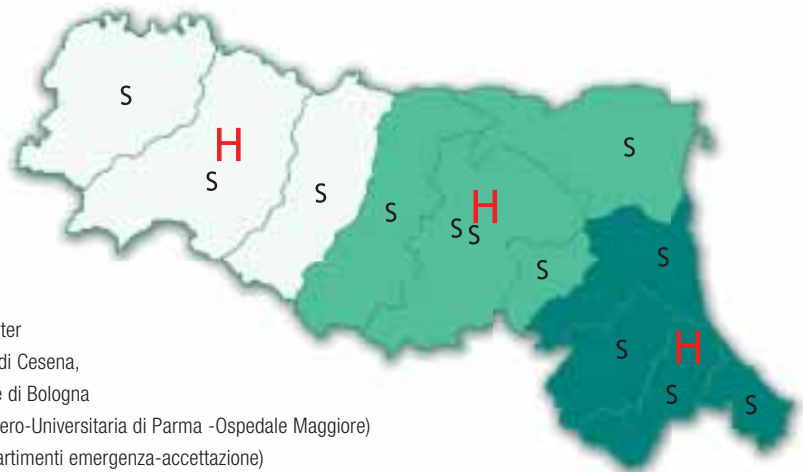 S
H
S
S
S
S
H
S
S
S
S
S
H
S
S
ter
di Cesena,
e di Bologna
ero-Universitaria di Parma -Ospedale Maggiore)
artimenti emergenza-accettazione)